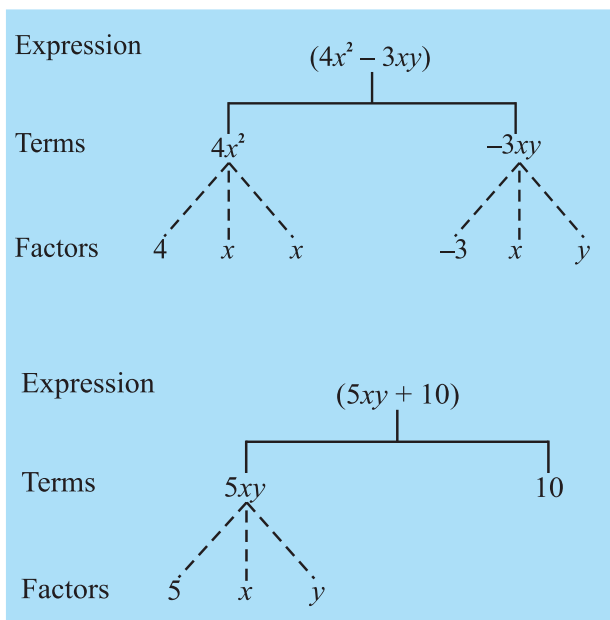 Expression (4x² – 3xy)
Terms 4x² –3xy
Factors 4 x x –3 x y
Expression (5xy + 10)
Terms 5xy 10
Factors 5 x y